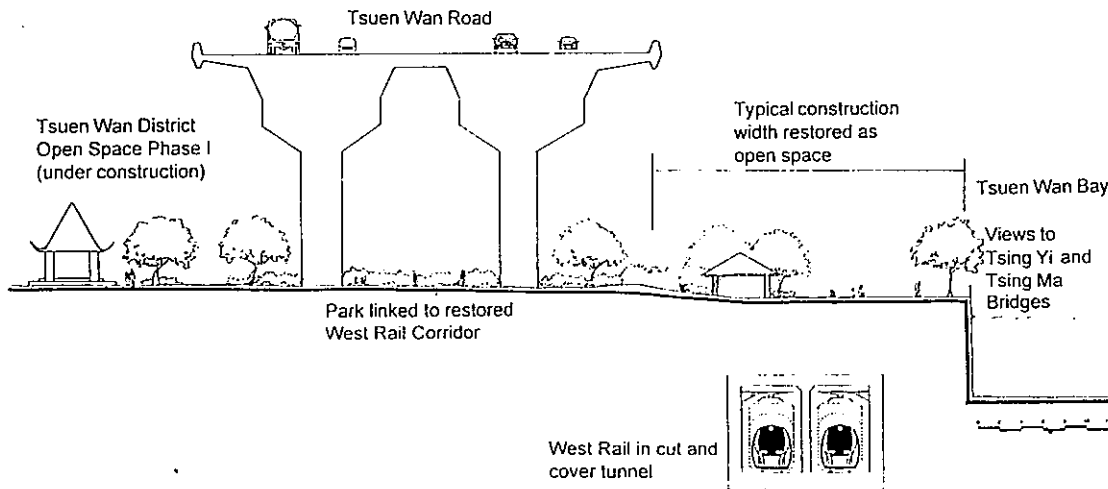 Tsuen Wan Road
Tsuen Wan District
Open Space Phase I
(under construction)
Typical construction
width restored as
open space
Tsuen Wan Bay
Views to
Tsing Yi and
Tsing Ma
Bridges
Park linked to restored
West Rail Corridor
West Rail in cut and
cover tunnel